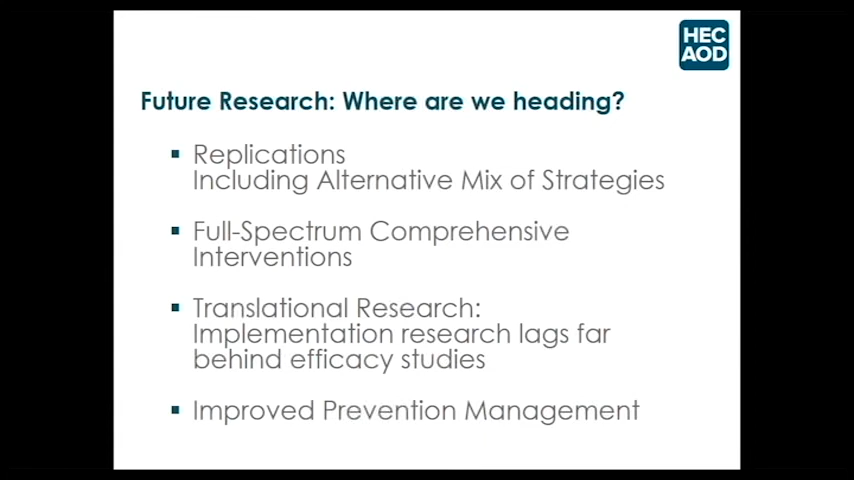 HEC
AOD
Future Research: Where are we heading?
Replications
Including Alternative Mix of Strategies
Full-Spectrum Comprehensive
Interventions
Translational Research:
Implementation research lags far
behind efficacy studies
Improved Prevention Management